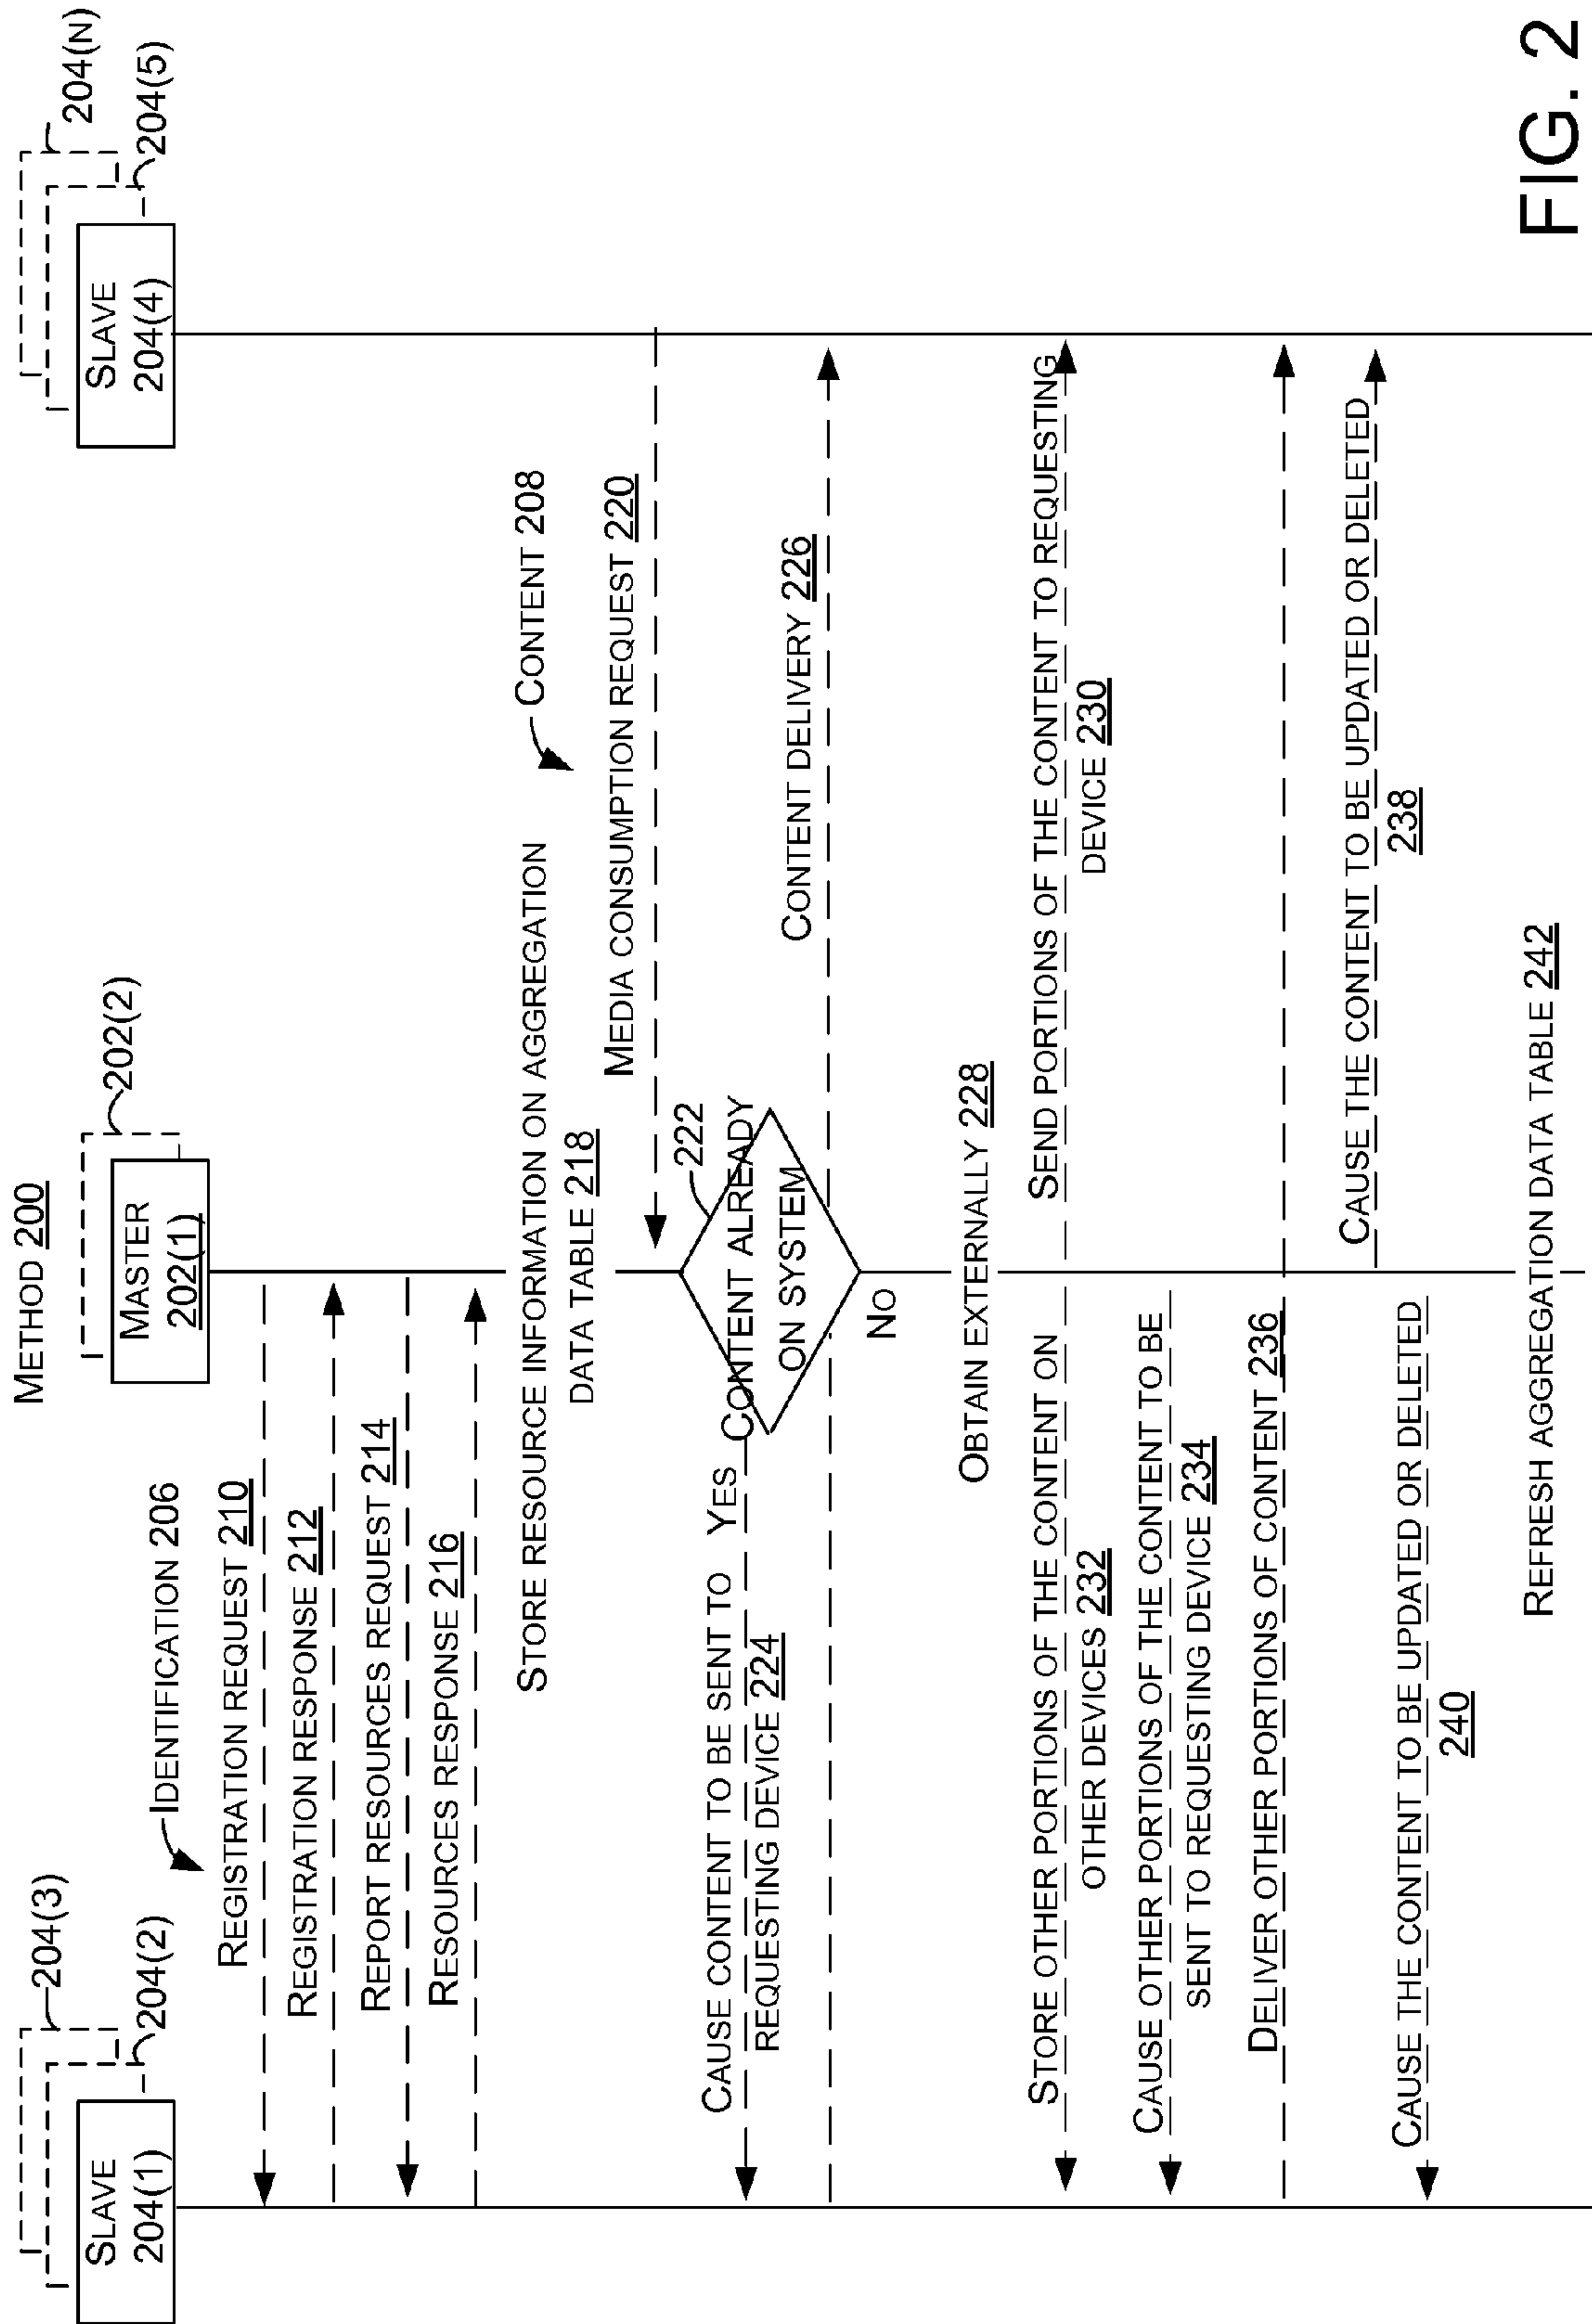 METHOD 200
204(3)
204(2)
SLAVE
204(1)
202(2)
MASTER
202(1)
204(N)
204(5)
SLAVE
204(4)
IDENTIFICATION 206
REGISTRATION REQUEST 210
REGISTRATION RESPONSE 212
REPORT RESOURCES REQUEST 214
RESOURCES RESPONSE 216
STORE RESOURCE INFORMATION ON AGGREGATION
DATA TABLE 218
CONTENT 208
MEDIA CONSUMPTION REQUEST 220
222
CONTENT ALREADY
ON SYSTEM
YES
NO
CAUSE CONTENT TO BE SENT TO
REQUESTING DEVICE 224
CONTENT DELIVERY 226
OBTAIN EXTERNALLY 228
SEND PORTIONS OF THE CONTENT TO REQUESTING
DEVICE 230
STORE OTHER PORTIONS OF THE CONTENT ON
OTHER DEVICES 232
CAUSE OTHER PORTIONS OF THE CONTENT TO BE
SENT TO REQUESTING DEVICE 234
DELIVER OTHER PORTIONS OF CONTENT 236
CAUSE THE CONTENT TO BE UPDATED OR DELETED
238
CAUSE THE CONTENT TO BE UPDATED OR DELETED
240
REFRESH AGGREGATION DATA TABLE 242
FIG. 2